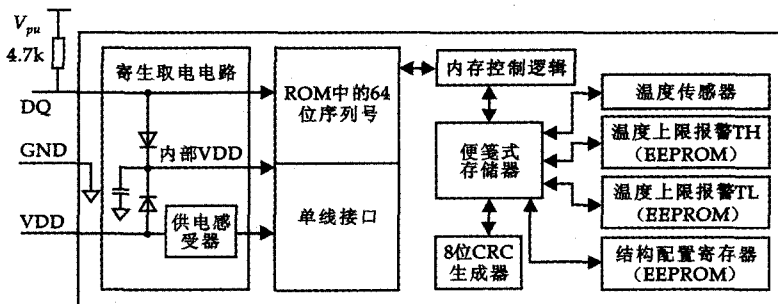 Vpu
4.7k
DQ
GND
VDD
寄生取电电路
内部VDD
供电感
受器
ROM中的64
位序列号
单线接口
内存控制逻辑
便笺式
存储器
8位CRC
生成器
温度传感器
温度上限报警TH
（EEPROM）
温度上限报警TL
（EEPROM）
结构配置寄存器
（EEPROM）